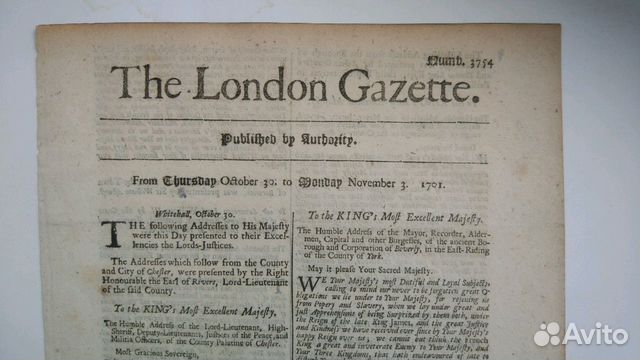 Numb. 3754
The London Gazette.
Published by Authority.
From Thursday October 30. to Monday November 3. 1701.
Whitehall, October 30.
THE following Addresses to His Majesty
were this Day presented to their Excel-
lencies the Lords-Justices.
The Addresses which follow from the County
and City of Chester, were presented by the Right
Honourable the Earl of Rivers, Lord-Lieutenant
of the said County.
To the KING's Most Excellent Majesty.
The Humble Address of the Lord-Lieutenant, High-
Sheriff, Deputy-Lieutenants, Justices of the Peace, and
Militia Officers, of the County Palatine of Chester.
Most Gracious Sovereign,
To the KING's Most Excellent Majesty.
The Humble Address of the Mayor, Recorder, Alder-
men, Capital and other Burgesses, of the ancient Bo-
rough and Corporation of Beverly, in the East-Riding
of the County of York.
May it please Your Sacred Majesty.
WE Your Majesty's most Dutiful and Loyal Subjects,
calling to mind our never to be forgotten great O-
bligations we lie under to Your Majesty, for rescuing us
from Popery and Slavery, when we lay under great and
just Apprehensions of being Surprized by them both, under
the Reign of the late King James, and the great Justice
and Kindness we have received ever since by Your Majesty's
happy Reign over us; we cannot but think the French
King a great and inveterate Enemy to Your Majesty, and
Your Three Kingdoms, that hath endeavoured of late to
Avito